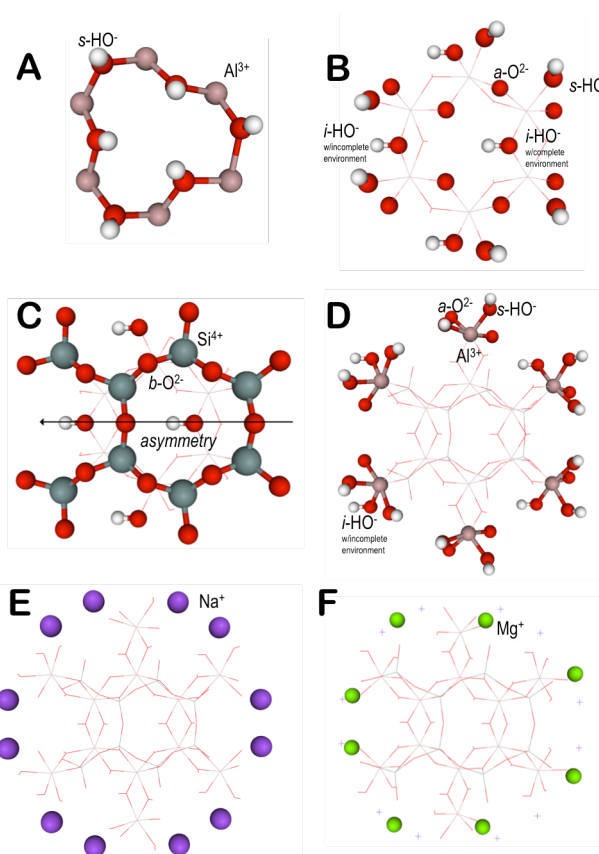 A
s-HO⁻
Al³⁺
B
a-O²⁻
s-HO
i-HO⁻
w/incomplete
environment
i-HO⁻
w/complete
environment
C
Si⁴⁺
b-O²⁻
asymmetry
D
a-O²⁻
s-HO⁻
Al³⁺
i-HO⁻
w/incomplete
environment
E
Na⁺
F
Mg⁺